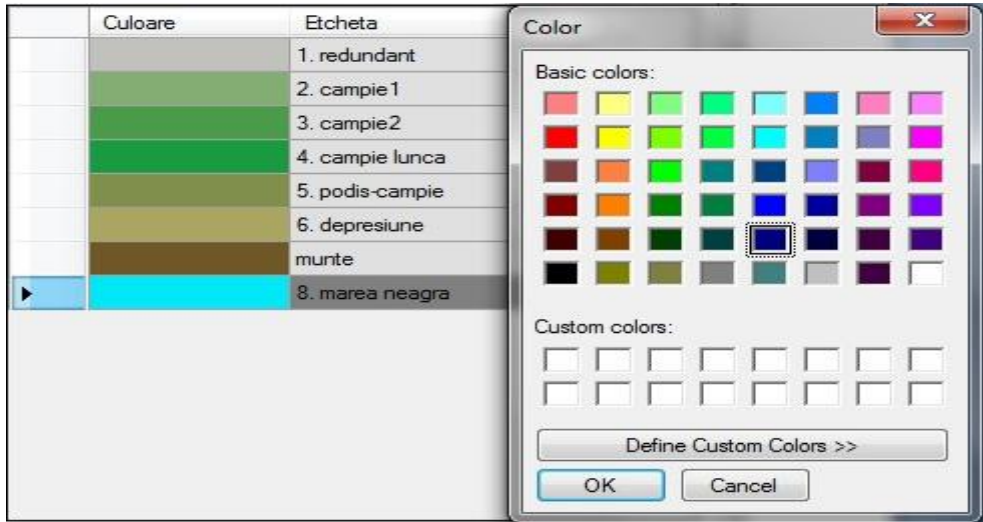 Culoare Etcheta
1. redundant
2. campie1
3. campie2
4. campie lunca
5. podis-campie
6. depresiune
munte
8. marea neagra
Color
Basic colors:
Custom colors:
Define Custom Colors >>
OK Cancel